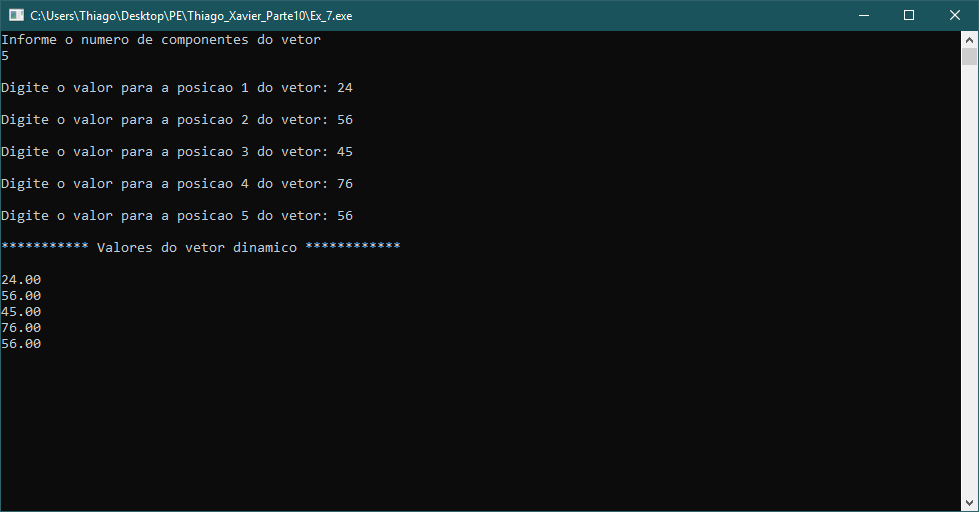 C:\Users\Thiago\Desktop\PE\Thiago_Xavier_Parte10\Ex_7.exe
Informe o numero de componentes do vetor
5
Digite o valor para a posicao 1 do vetor: 24
Digite o valor para a posicao 2 do vetor: 56
Digite o valor para a posicao 3 do vetor: 45
Digite o valor para a posicao 4 do vetor: 76
Digite o valor para a posicao 5 do vetor: 56
*********** Valores do vetor dinamico ************
24.00
56.00
45.00
76.00
56.00